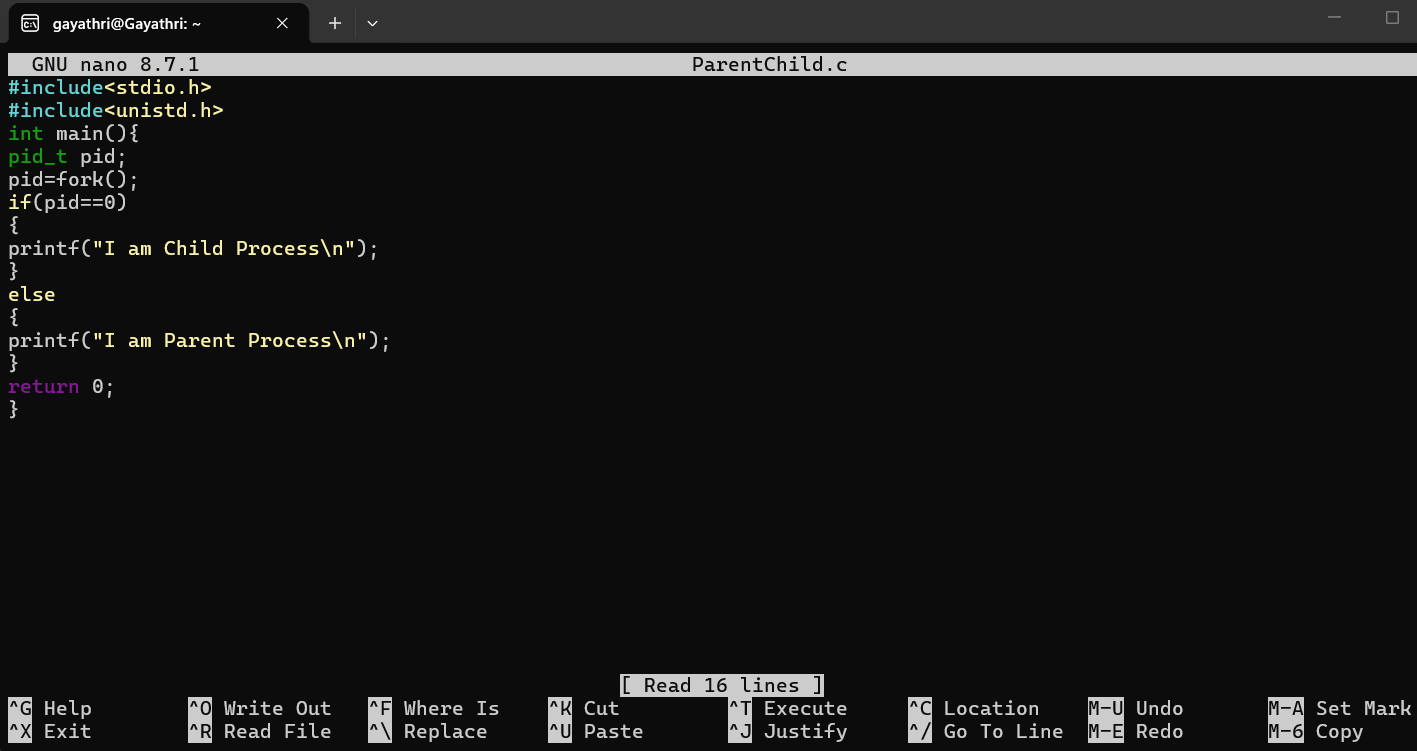 gayathri@Gayathri: ~
GNU nano 8.7.1 ParentChild.c
#include<stdio.h>
#include<unistd.h>
int main(){
pid_t pid;
pid=fork();
if(pid==0)
{
printf("I am Child Process\n");
}
else
{
printf("I am Parent Process\n");
}
return 0;
}
[ Read 16 lines ]
^G Help ^O Write Out ^F Where Is ^K Cut ^T Execute ^C Location M-U Undo M-A Set Mark
^X Exit ^R Read File ^\ Replace ^U Paste ^J Justify ^/ Go To Line M-E Redo M-6 Copy